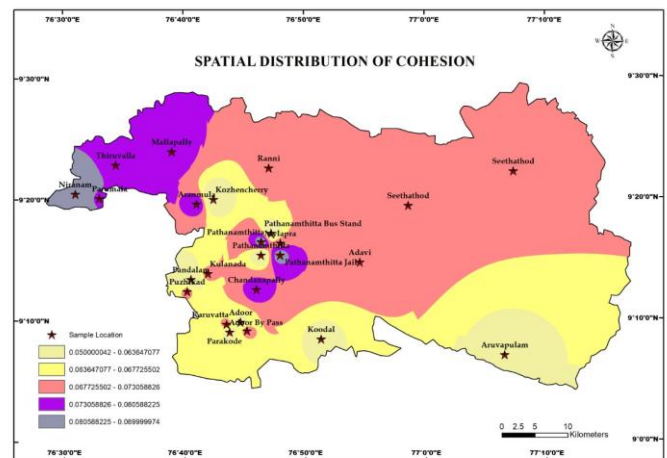 76°30'0"E 76°40'0"E 76°50'0"E 77°0'0"E 77°10'0"E
SPATIAL DISTRIBUTION OF COHESION
N
W E
S
9°30'0"N 9°30'0"N
Mallapally
Thiruvalla
Ranni
Seethathod
Niranam
Parumala
Aranmula
Kozhencherry
Seethathod
9°20'0"N 9°20'0"N
Pathanamthitta Bus Stand
Pathanamthitta
Pathanamthitta
Pathanamthitta Jail
Adavi
Kulanada
Pandalam
Puzhikad
Chandanapally
9°10'0"N 9°10'0"N
Karuvatta
Adoor
Adoor By Pass
Parakode
Koodal
Aruvapulam
Sample Location
0.050000042 - 0.063647077
0.063647077 - 0.067725502
0.067725502 - 0.073058826
0.073058826 - 0.080588225
0.080588225 - 0.089999974
0 2.5 5 10
Kilometers
9°0'0"N
76°30'0"E 76°40'0"E 76°50'0"E 77°0'0"E 77°10'0"E